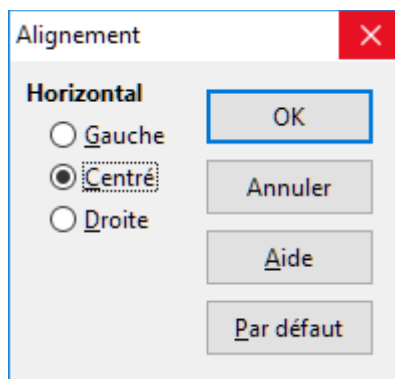 Alignement
Horizontal
Gauche
Centré
Droite
OK
Annuler
Aide
Par défaut